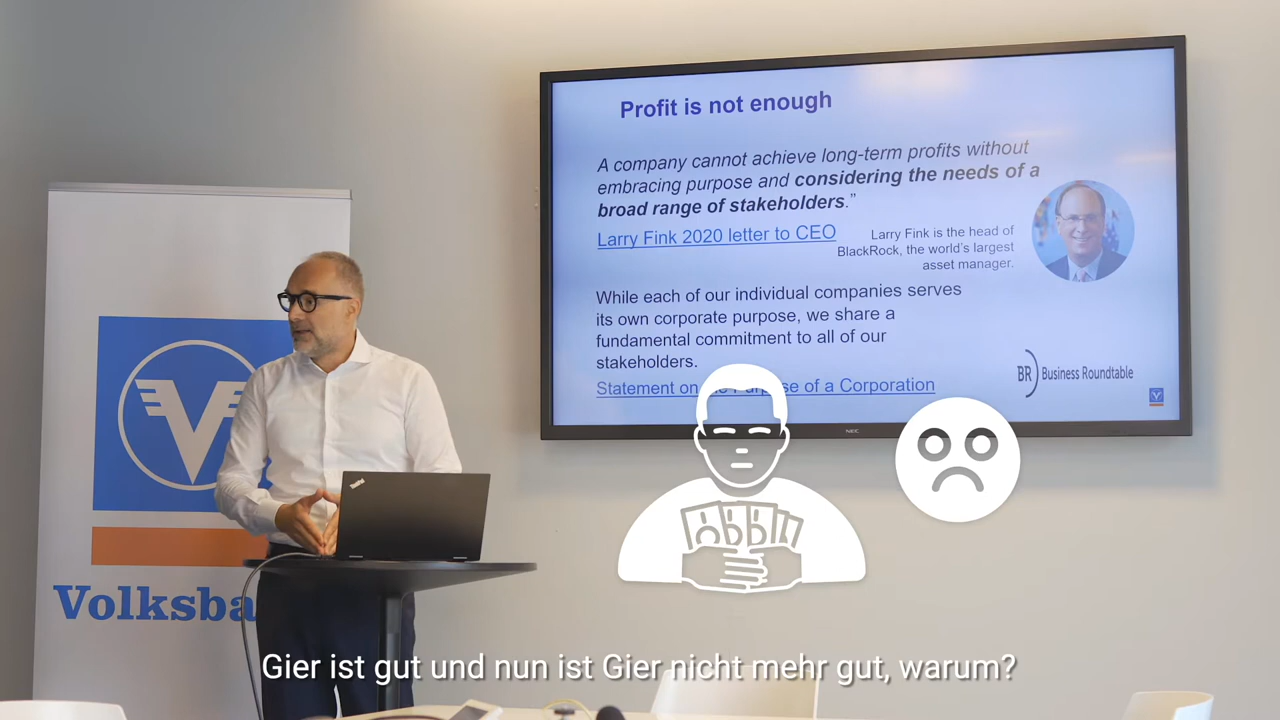 Profit is not enough
A company cannot achieve long-term profits without
embracing purpose and considering the needs of a
broad range of stakeholders.”
Larry Fink 2020 letter to CEO
Larry Fink is the head of
BlackRock, the world's largest
asset manager.
While each of our individual companies serves
its own corporate purpose, we share a
fundamental commitment to all of our
stakeholders.
Statement on the Purpose of a Corporation
BR Business Roundtable
NEC
ThinkPad
Volksba
Gier ist gut und nun ist Gier nicht mehr gut, warum?